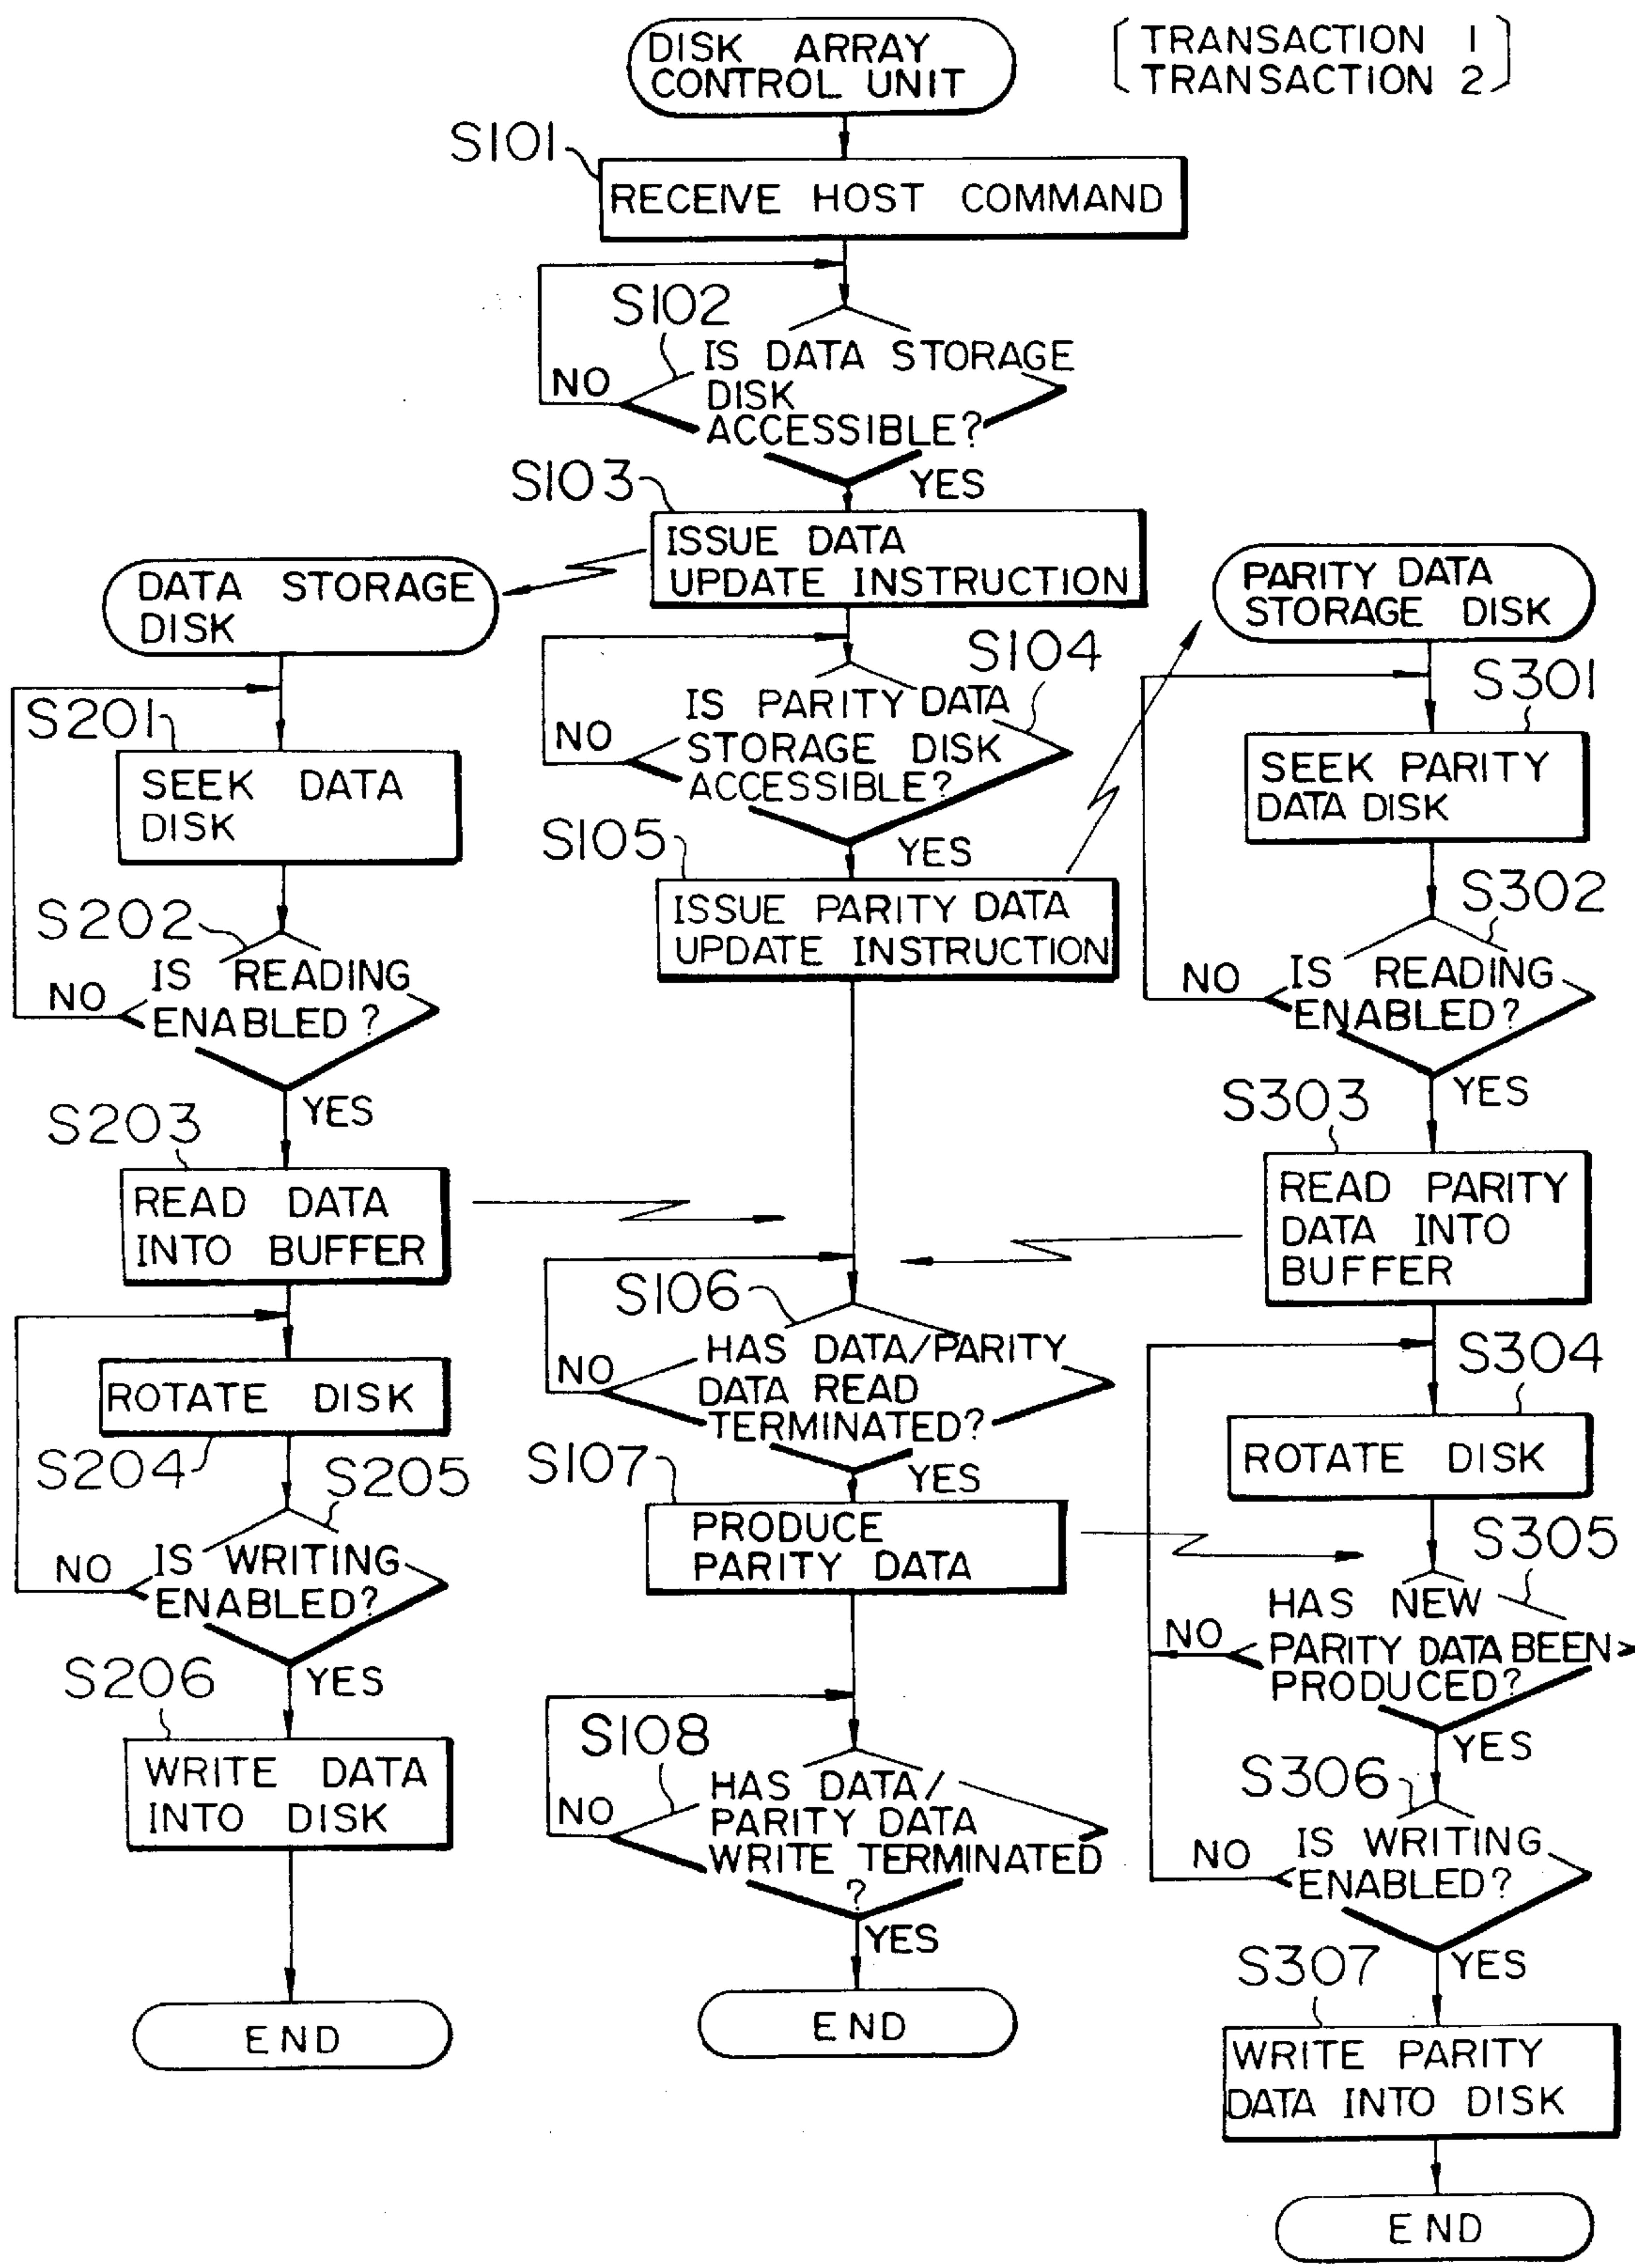 DISK ARRAY
CONTROL UNIT
TRANSACTION 1
TRANSACTION 2
S101
RECEIVE HOST COMMAND
S102
IS DATA STORAGE
DISK
ACCESSIBLE?
NO
YES
S103
ISSUE DATA
UPDATE INSTRUCTION
S104
IS PARITY DATA
STORAGE DISK
ACCESSIBLE?
NO
YES
S105
ISSUE PARITY DATA
UPDATE INSTRUCTION
S106
HAS DATA/PARITY
DATA READ
TERMINATED?
NO
YES
S107
PRODUCE
PARITY DATA
S108
HAS DATA/
PARITY DATA
WRITE TERMINATED
?
NO
YES
END
DATA STORAGE
DISK
S201
SEEK DATA
DISK
S202
IS READING
ENABLED?
NO
YES
S203
READ DATA
INTO BUFFER
ROTATE DISK
S204
S205
IS WRITING
ENABLED?
NO
YES
S206
WRITE DATA
INTO DISK
END
PARITY DATA
STORAGE DISK
S301
SEEK PARITY
DATA DISK
S302
IS READING
ENABLED?
NO
YES
S303
READ PARITY
DATA INTO
BUFFER
S304
ROTATE DISK
S305
HAS NEW
PARITY DATA BEEN
PRODUCED?
NO
YES
S306
IS WRITING
ENABLED?
NO
YES
S307
WRITE PARITY
DATA INTO DISK
END